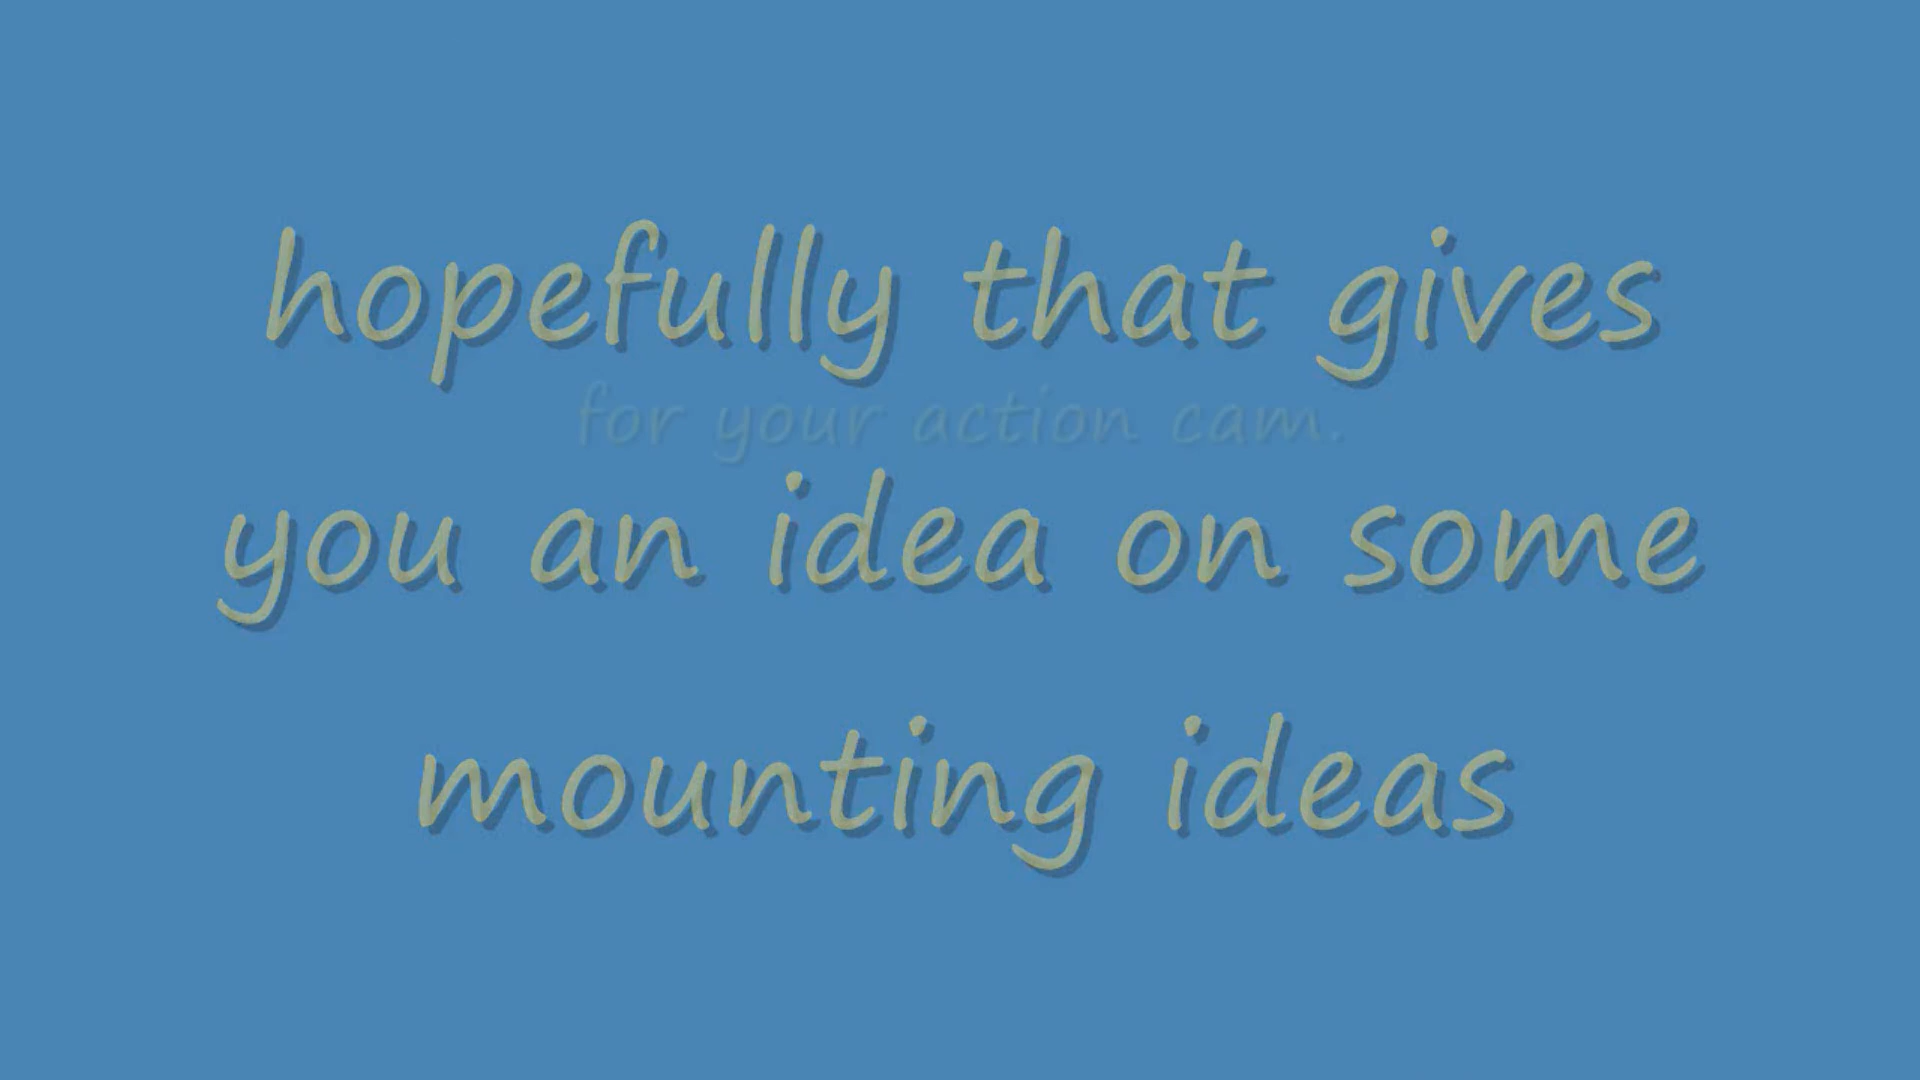 hopefully that gives
for your action cam.
you an idea on some
mounting ideas